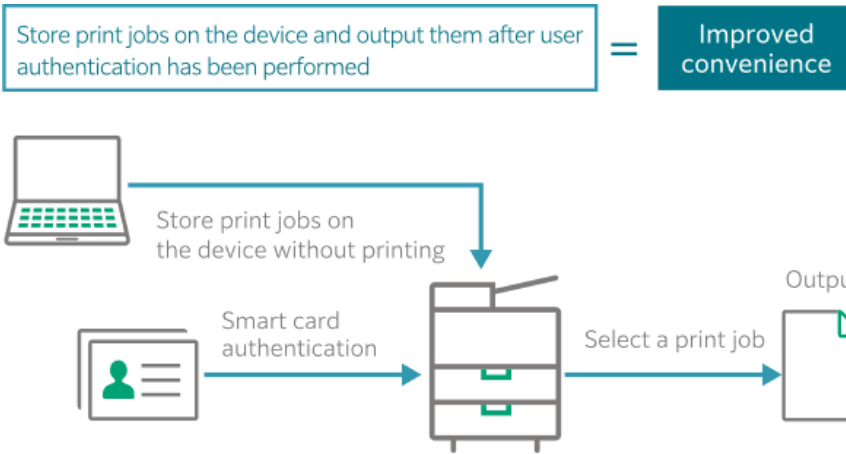 Store print jobs on the device and output them after user
authentication has been performed
=
Improved
convenience
Store print jobs on
the device without printing
Smart card
authentication
Select a print job